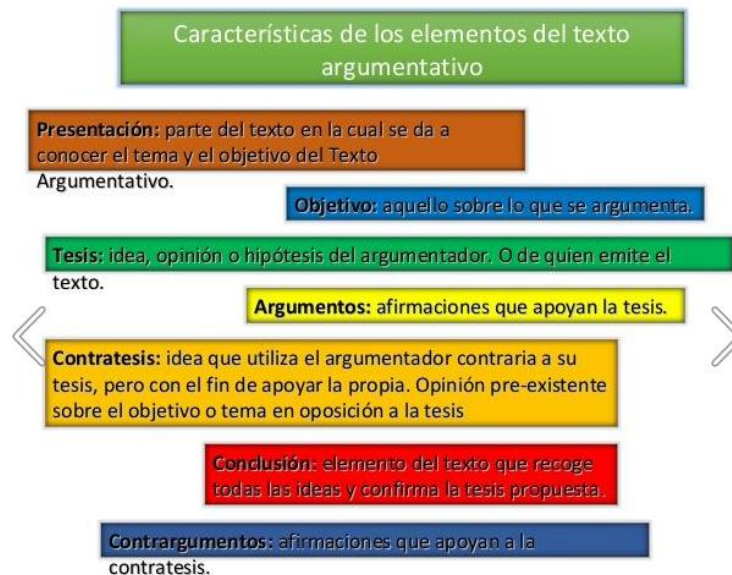 Características de los elementos del texto
argumentativo
Presentación: parte del texto en la cual se da a
conocer el tema y el objetivo del Texto
Argumentativo.
Objetivo: aquello sobre lo que se argumenta.
Tesis: idea, opinión o hipótesis del argumentador. O de quien emite el
texto.
Argumentos: afirmaciones que apoyan la tesis.
Contratesis: idea que utiliza el argumentador contraria a su
tesis, pero con el fin de apoyar la propia. Opinión pre-existente
sobre el objetivo o tema en oposición a la tesis
Conclusión: elemento del texto que recoge
todas las ideas y confirma la tesis propuesta.
Contrargumentos: afirmaciones que apoyan a la
contratesis.